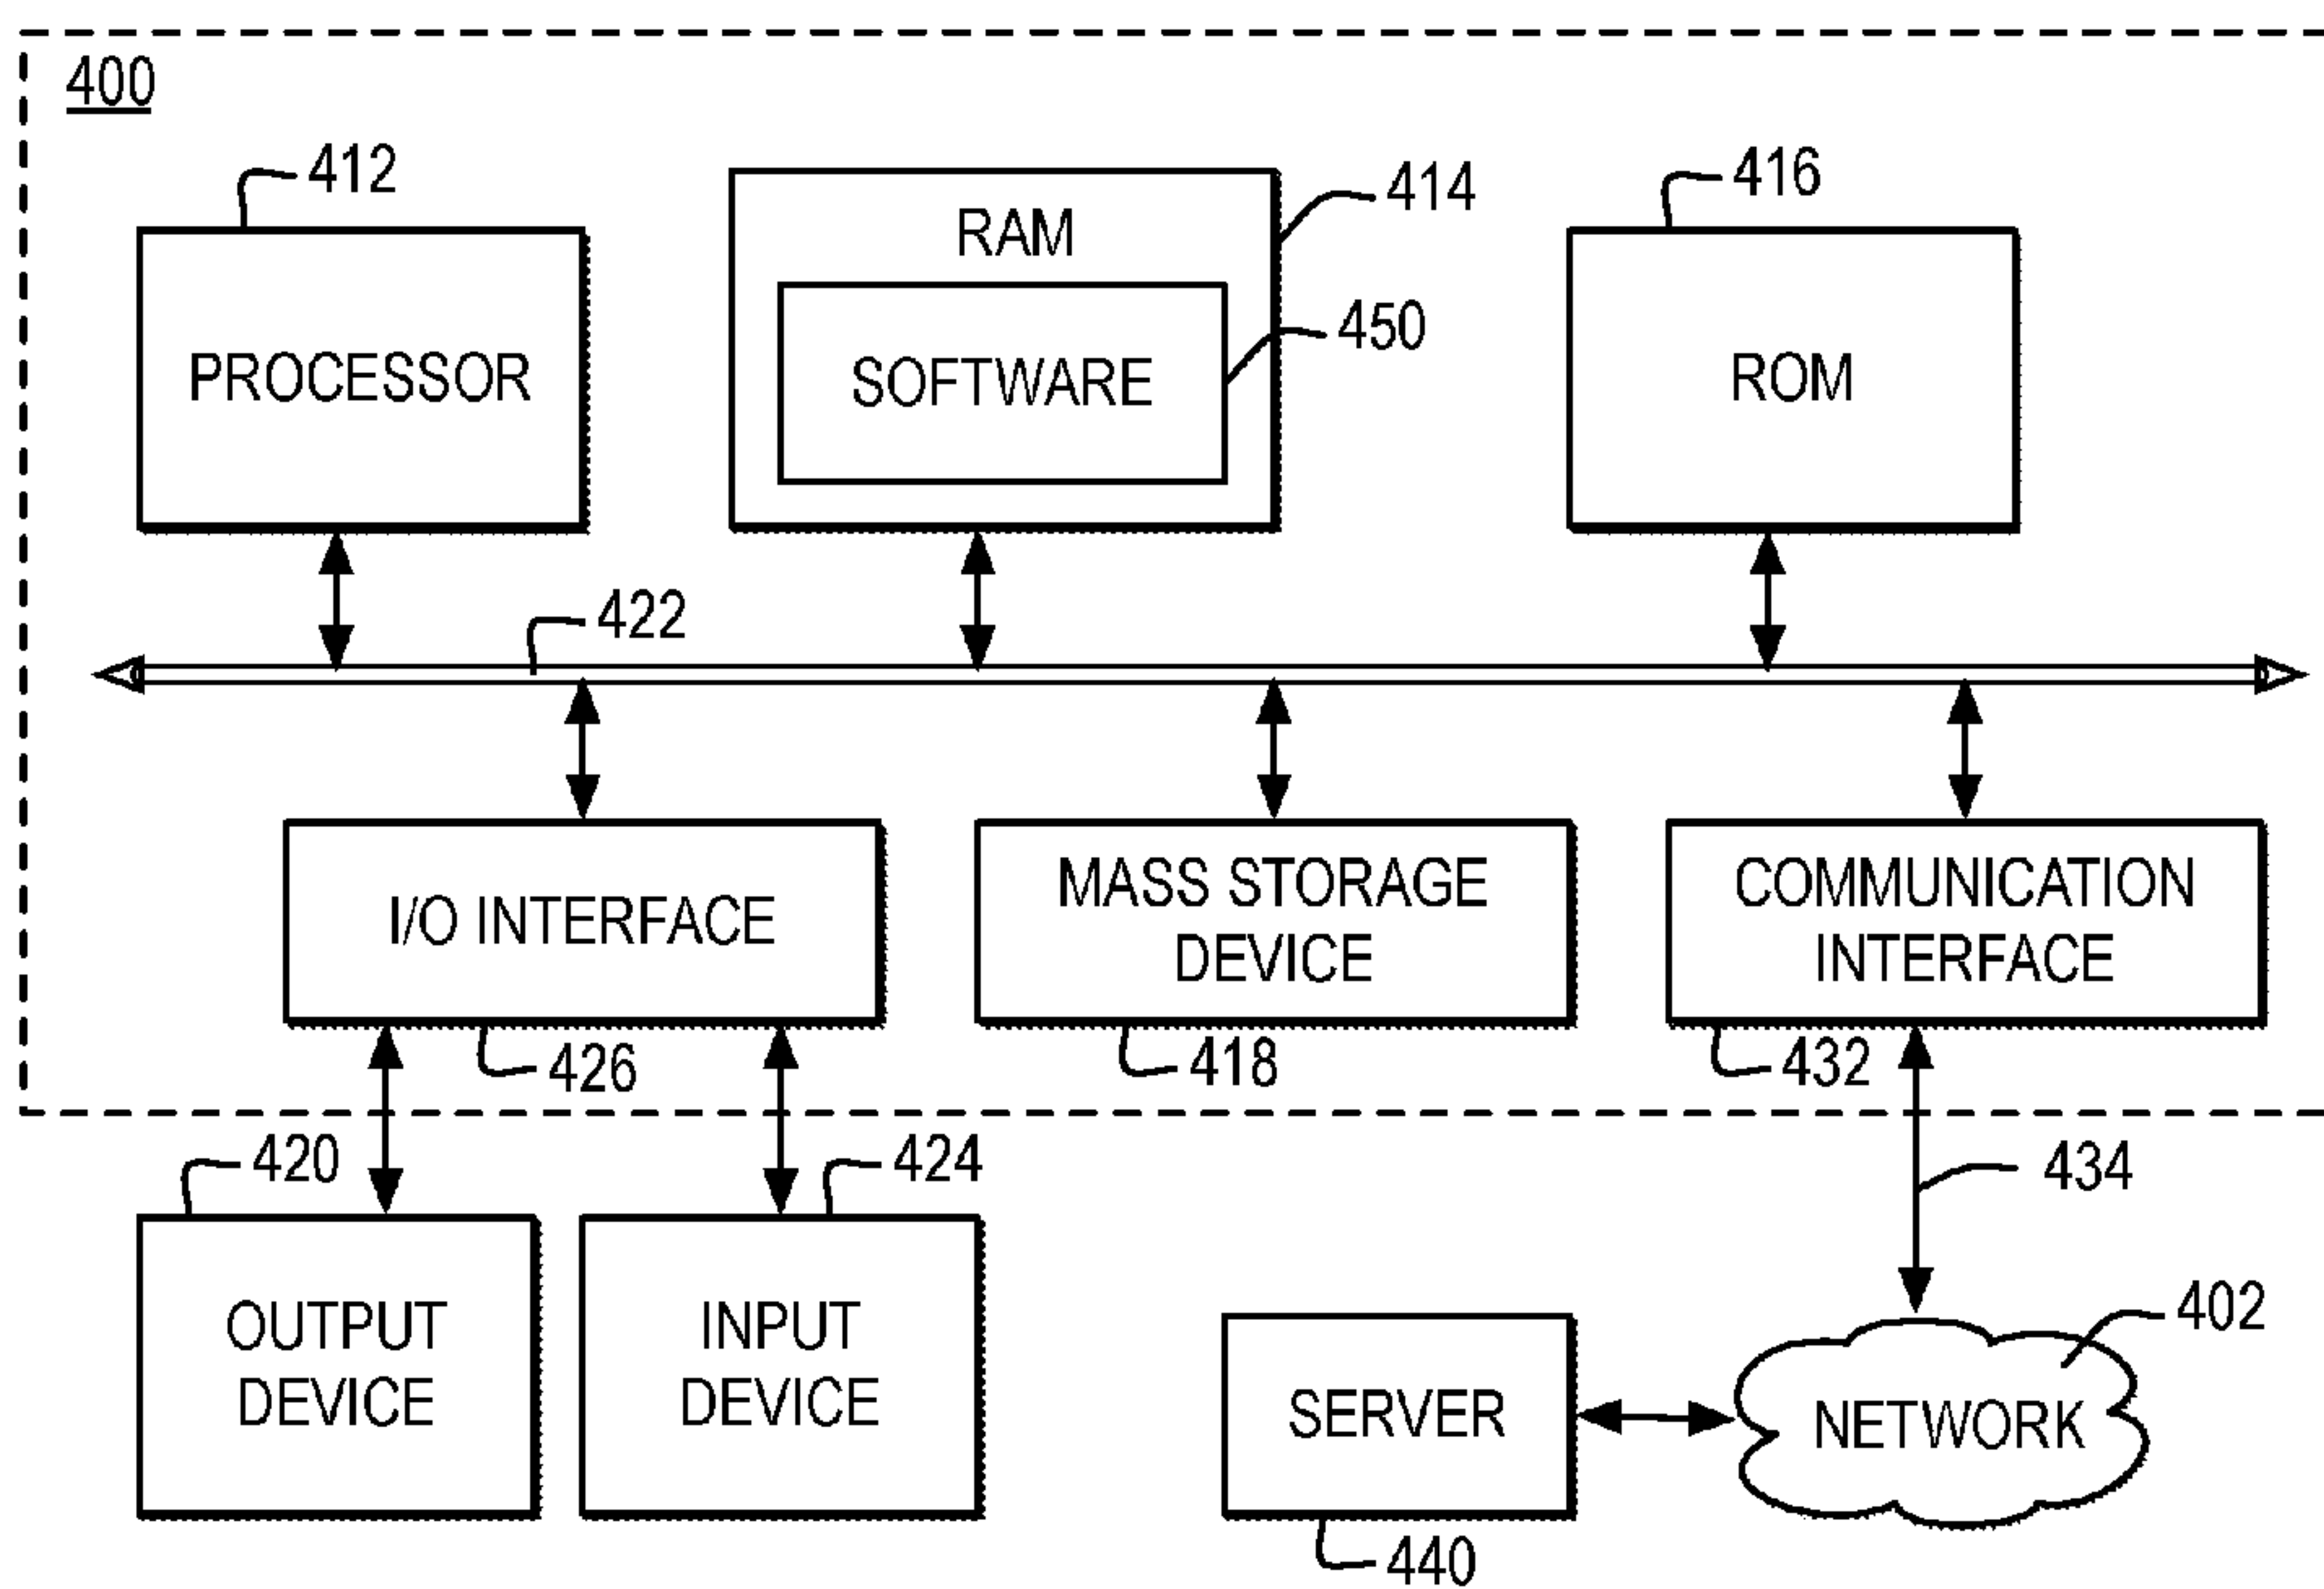 400
412
414
416
RAM
450
PROCESSOR
SOFTWARE
ROM
422
I/O INTERFACE
MASS STORAGE
DEVICE
COMMUNICATION
INTERFACE
426
418
432
420
424
434
OUTPUT
DEVICE
INPUT
DEVICE
402
SERVER
NETWORK
440